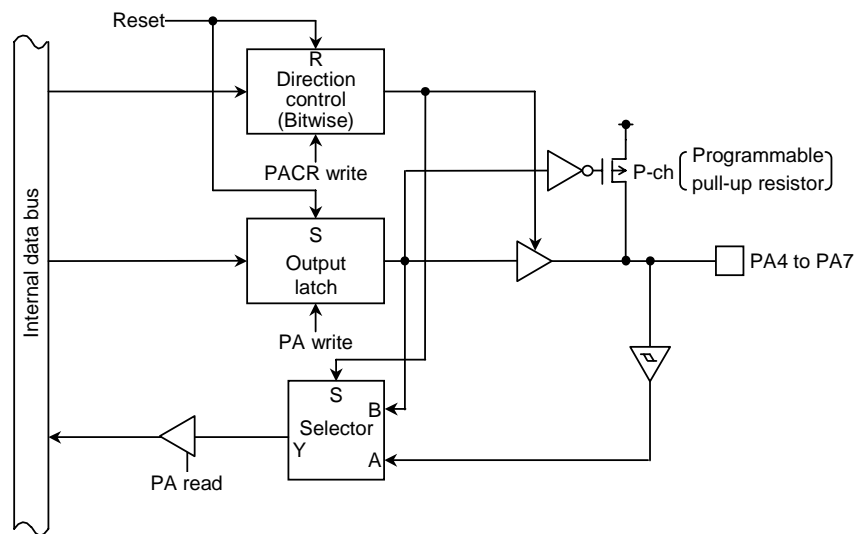 Reset
R
Direction
control
(Bitwise)
PACR write
P-ch
Programmable
pull-up resistor
Internal data bus
S
Output
latch
PA write
PA4 to PA7
S
B
Selector
Y
A
PA read